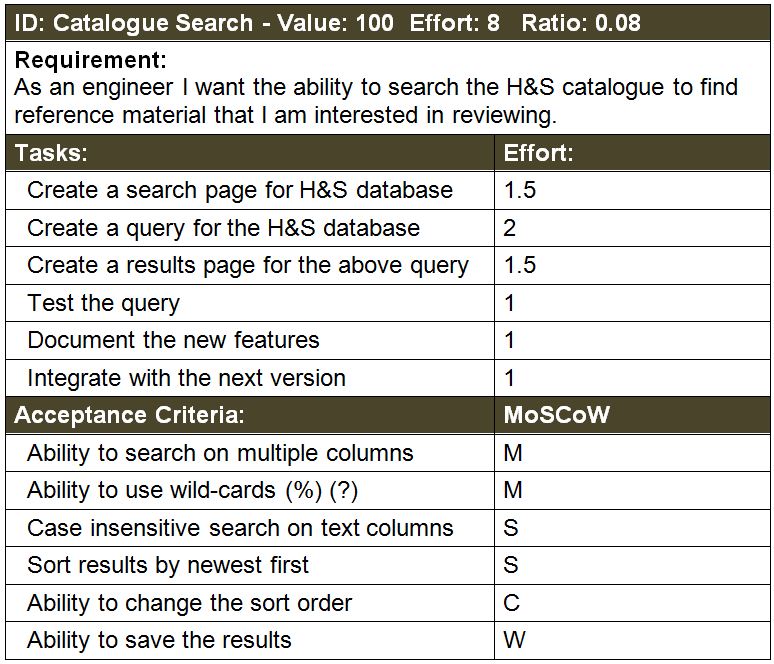 ID: Catalogue Search - Value: 100 Effort: 8 Ratio: 0.08
Requirement:
As an engineer I want the ability to search the H&S catalogue to find
reference material that I am interested in reviewing.
Tasks: Effort:
Create a search page for H&S database 1.5
Create a query for the H&S database 2
Create a results page for the above query 1.5
Test the query 1
Document the new features 1
Integrate with the next version 1
Acceptance Criteria: MoSCoW
Ability to search on multiple columns M
Ability to use wild-cards (%) (?) M
Case insensitive search on text columns S
Sort results by newest first S
Ability to change the sort order C
Ability to save the results W